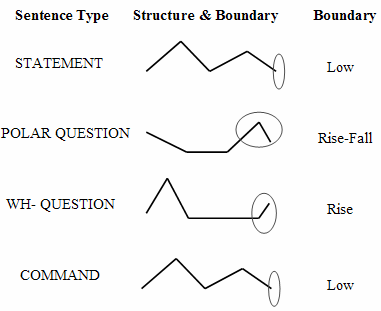 Sentence Type Structure & Boundary Boundary
STATEMENT Low
POLAR QUESTION Rise-Fall
WH- QUESTION Rise
COMMAND Low